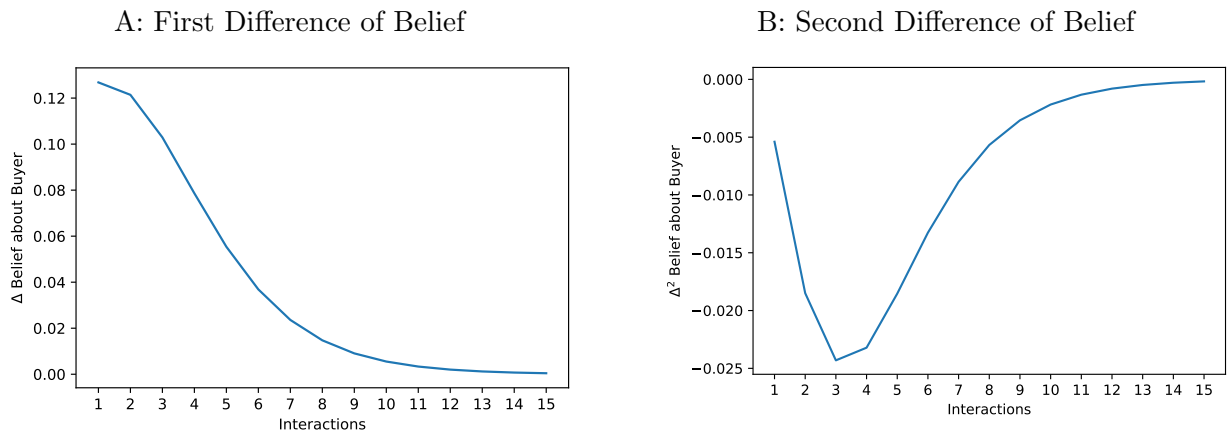 A: First Difference of Belief
0.12
0.10
0.08
0.06
0.04
0.02
0.00
Δ Belief about Buyer
1 2 3 4 5 6 7 8 9 10 11 12 13 14 15
Interactions
B: Second Difference of Belief
0.000
−0.005
−0.010
−0.015
−0.020
−0.025
Δ² Belief about Buyer
1 2 3 4 5 6 7 8 9 10 11 12 13 14 15
Interactions